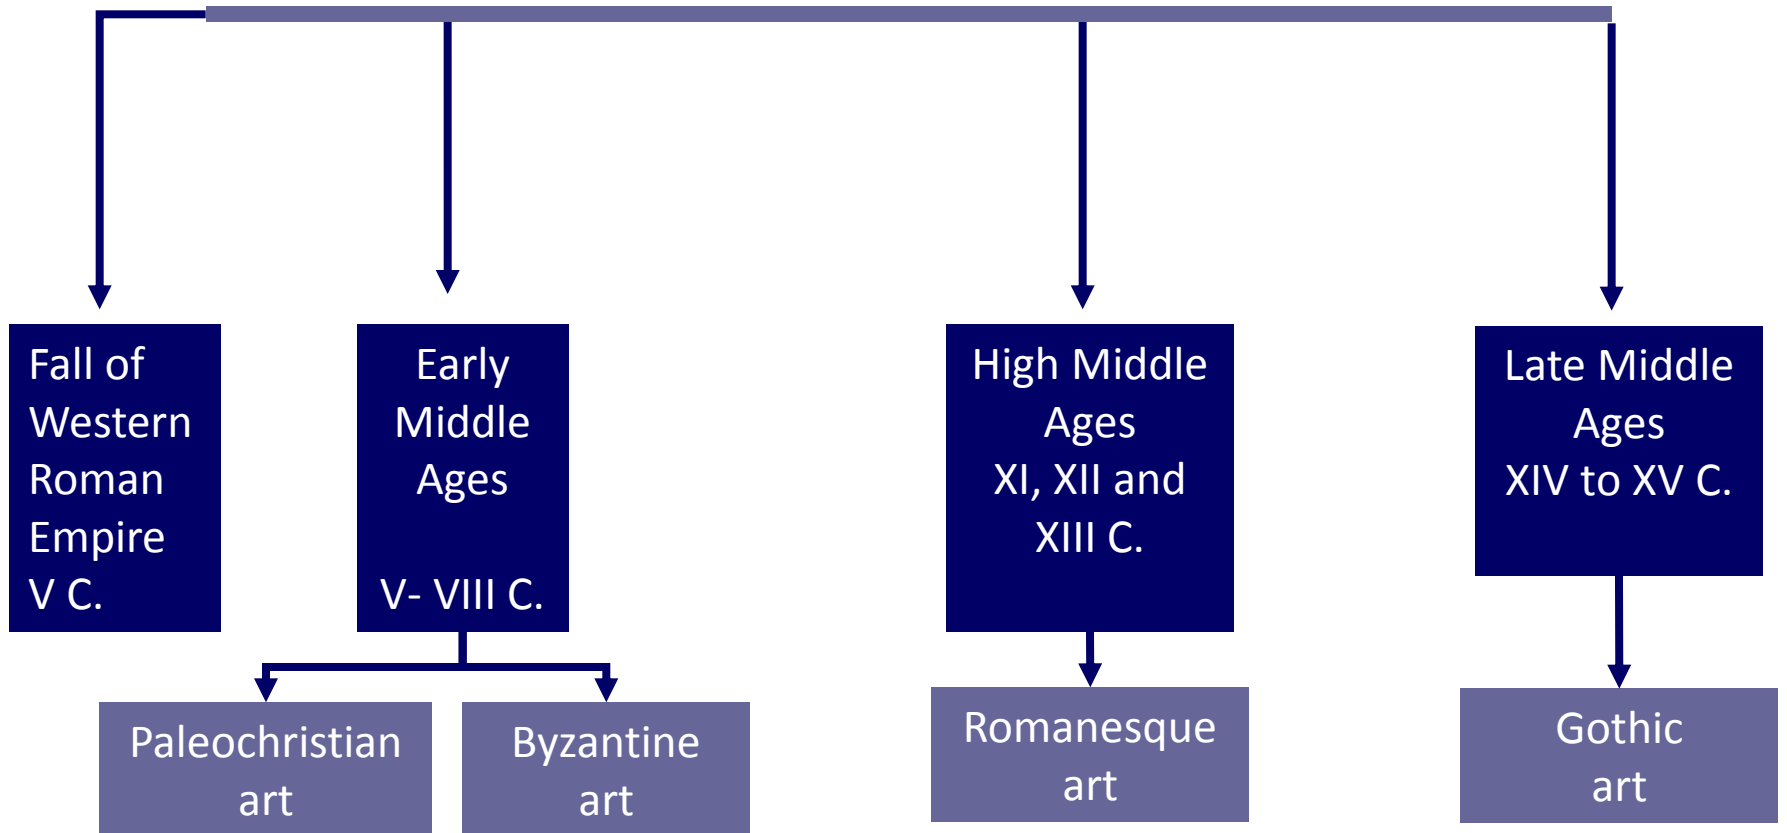 Fall of
Western
Roman
Empire
V C.
Early
Middle
Ages
V- VIII C.
High Middle
Ages
XI, XII and
XIII C.
Late Middle
Ages
XIV to XV C.
Paleochristian
art
Byzantine
art
Romanesque
art
Gothic
art